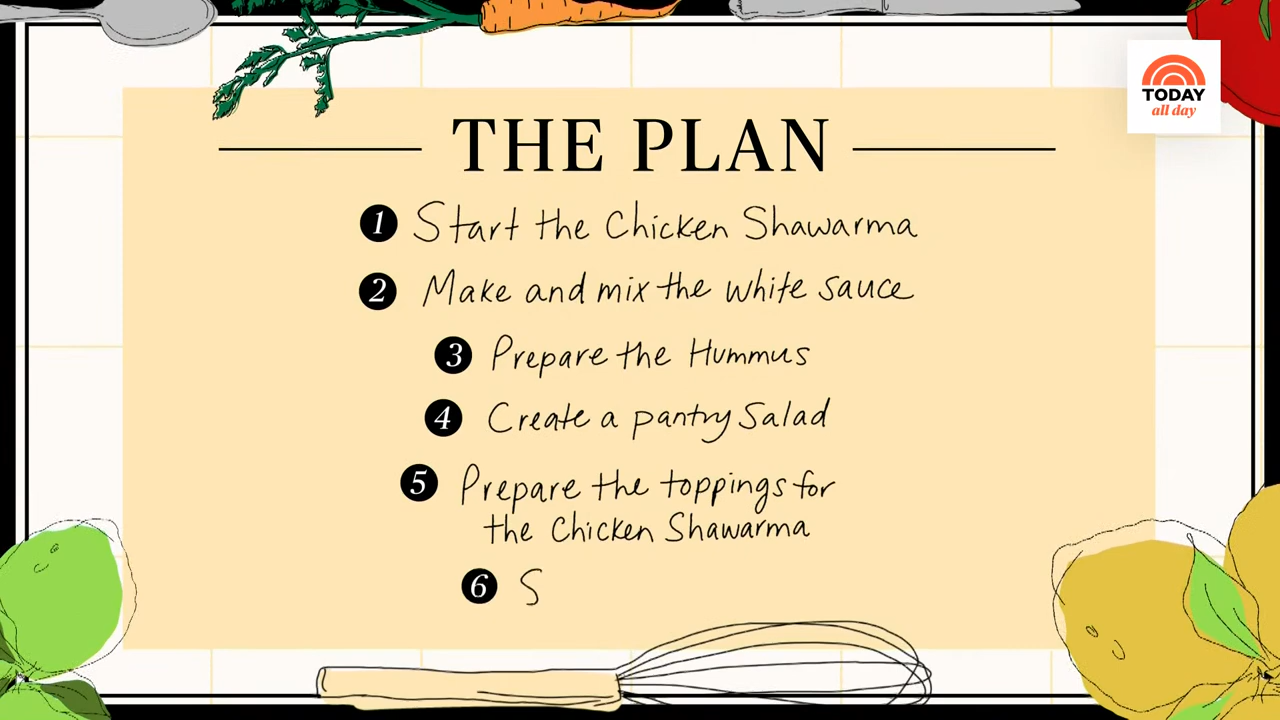 TODAY
all day
THE PLAN
1 Start the Chicken Shawarma
2 Make and mix the white sauce
3 Prepare the Hummus
4 Create a pantry Salad
5 Prepare the toppings for
the Chicken Shawarma
6 S